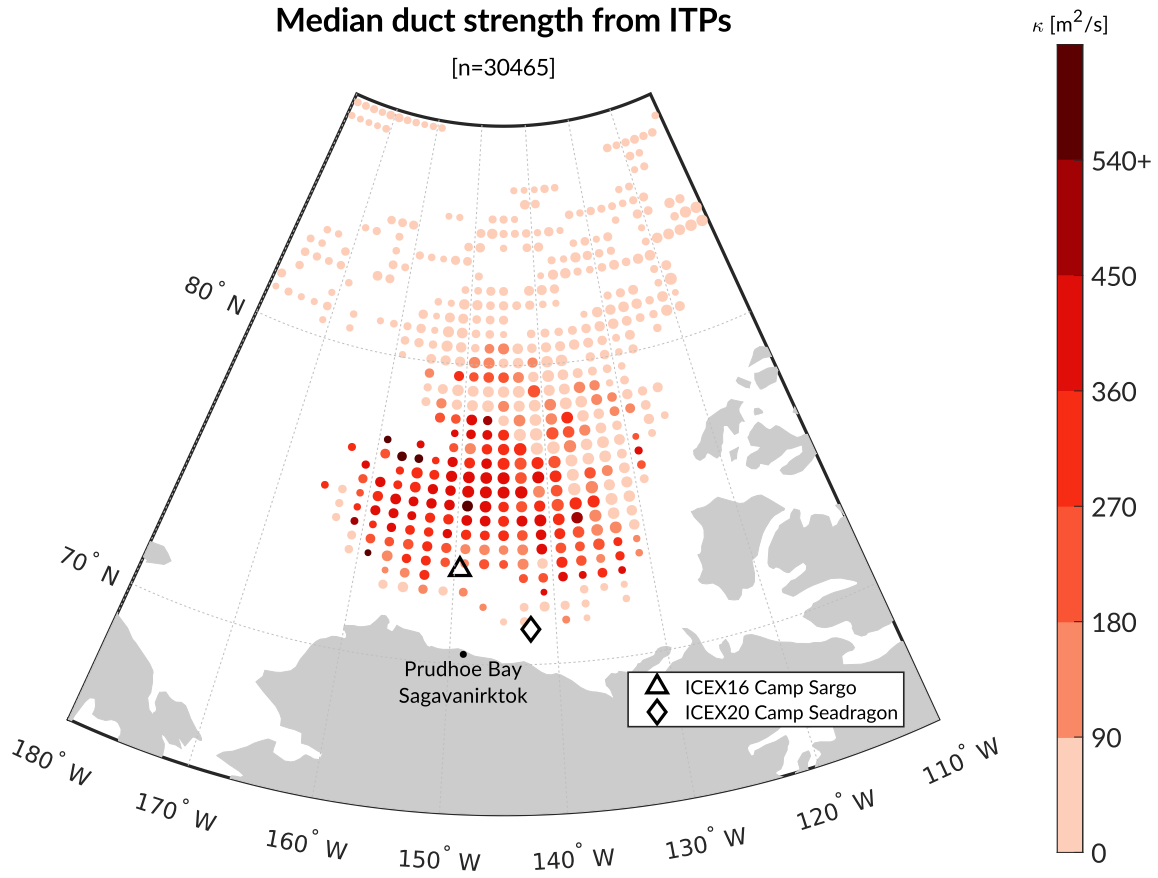 Median duct strength from ITPs
[n=30465]
κ [m²/s]
540+
450
360
270
180
90
0
80° N
70° N
Prudhoe Bay
Sagavanirktok
ICEX16 Camp Sargo
ICEX20 Camp Seadragon
180° W
170° W
160° W
150° W
140° W
130° W
120° W
110° W